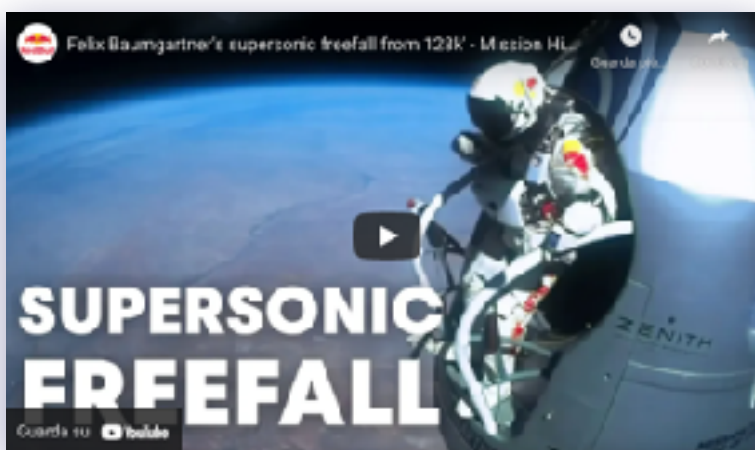 Felix Baumgartner's supersonic freefall from 128k' - Mission Hi...
SUPERSONIC
FREEFALL
ZENITH
Guarda su YouTube